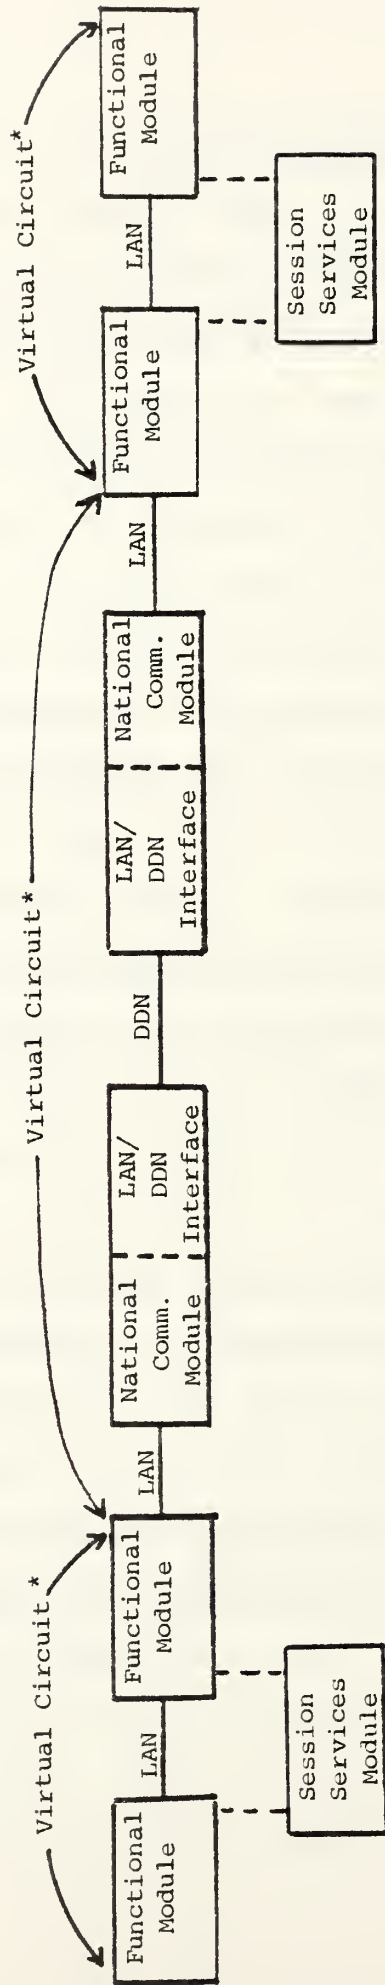 Virtual Circuit*
Virtual Circuit*
Virtual Circuit*
Functional
Module
LAN
Functional
Module
LAN
National
Comm.
Module
LAN/
DDN
Interface
DDN
LAN/
DDN
Interface
National
Comm.
Module
LAN
Functional
Module
LAN
Functional
Module
Session
Services
Module
Session
Services
Module